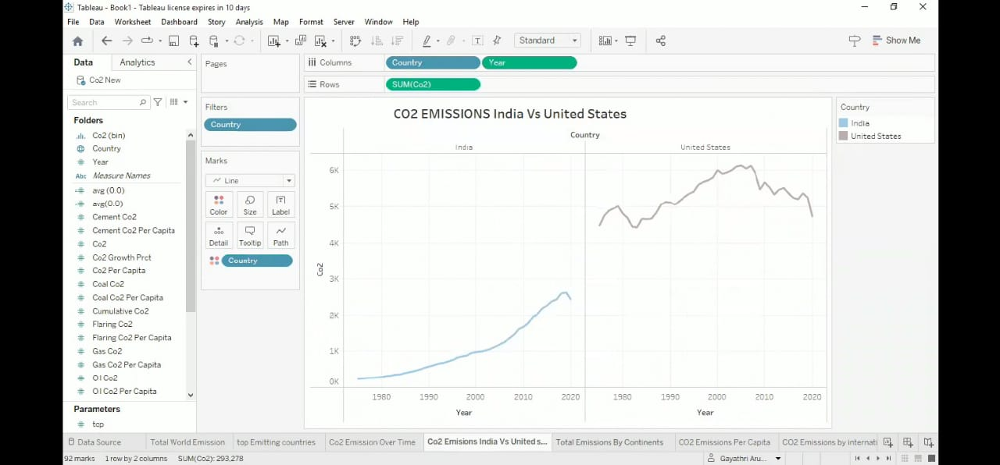 Tableau - Book1 - Tableau license expires in 10 days
File Data Worksheet Dashboard Story Analysis Map Format Server Window Help
Standard
Show Me
Data Analytics
Co2 New
Search
Folders
Co2 (bin)
Country
Year
Abc Measure Names
avg (0.0)
avg(0.0)
Cement Co2
Cement Co2 Per Capita
Co2
Co2 Growth Prct
Co2 Per Capita
Coal Co2
Coal Co2 Per Capita
Cumulative Co2
Flaring Co2
Flaring Co2 Per Capita
Gas Co2
Gas Co2 Per Capita
Oil Co2
Oil Co2 Per Capita
Parameters
top
Pages
Filters
Country
Marks
Line
Color Size Label
Detail Tooltip Path
Country
Columns Country Year
Rows SUM(Co2)
CO2 EMISSIONS India Vs United States
Country
India United States
6K
5K
4K
3K
2K
1K
0K
Co2
1980 1990 2000 2010 2020 1980 1990 2000 2010 2020
Year Year
Country
India
United States
Data Source Total World Emission top Emitting countries Co2 Emission Over Time Co2 Emisions India Vs United s... Total Emissions By Continents CO2 Emissions Per Capita CO2 Emissions by internati
92 marks 1 row by 2 columns SUM(Co2): 293,278 Gayathri Aru...